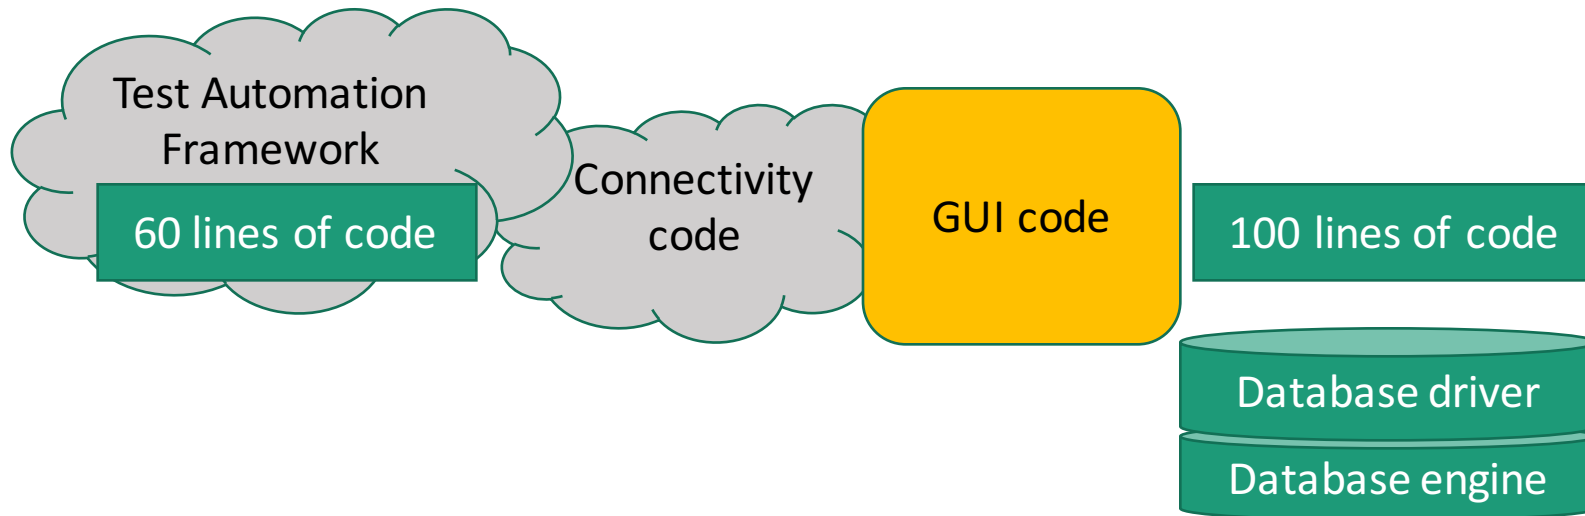 Test Automation
Framework
60 lines of code
Connectivity
code
GUI code
100 lines of code
Database driver
Database engine